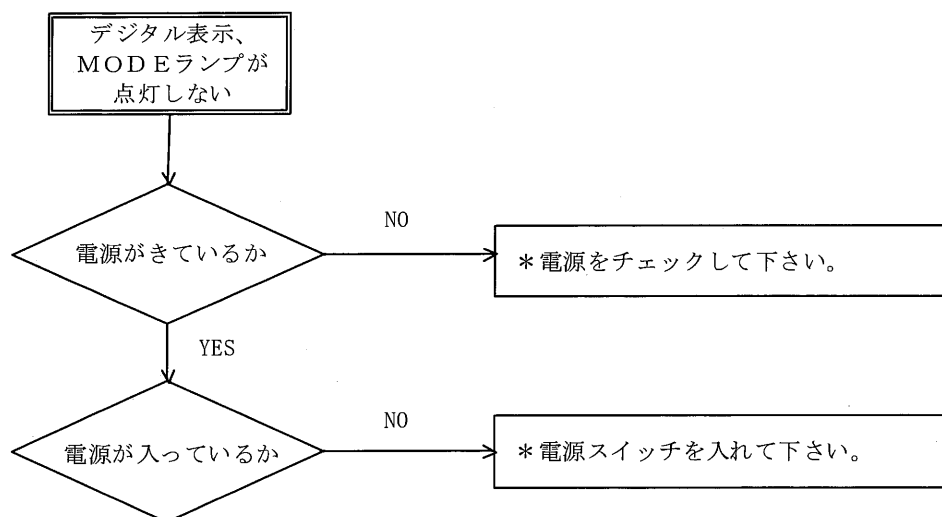 デジタル表示、
MODEランプが
点灯しない
NO
電源がきているか
＊電源をチェックして下さい。
YES
NO
電源が入っているか
＊電源スイッチを入れて下さい。